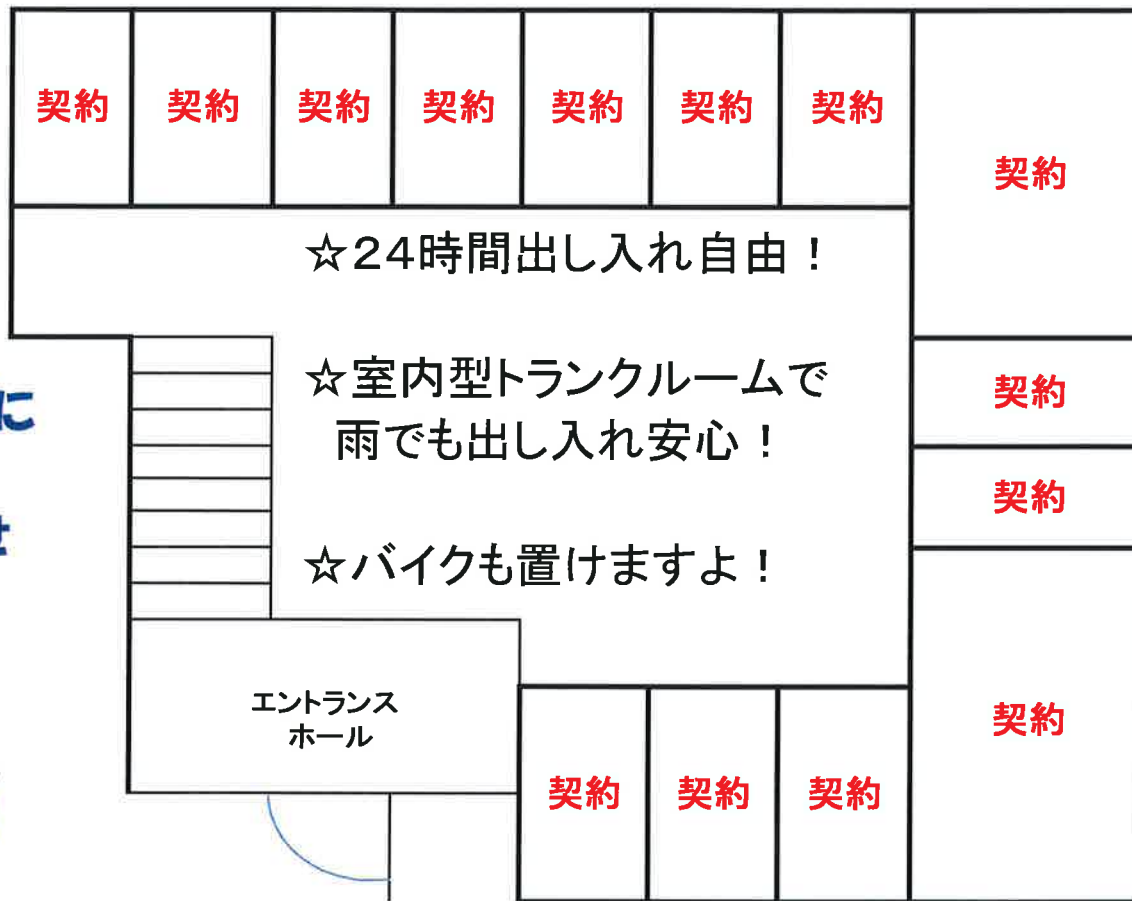 契約 契約 契約 契約 契約 契約 契約
契約
☆24時間出し入れ自由!
☆室内型トランクルームで
雨でも出し入れ安心!
☆バイクも置けますよ!
契約
契約
契約
エントランス
ホール
契約 契約 契約
に